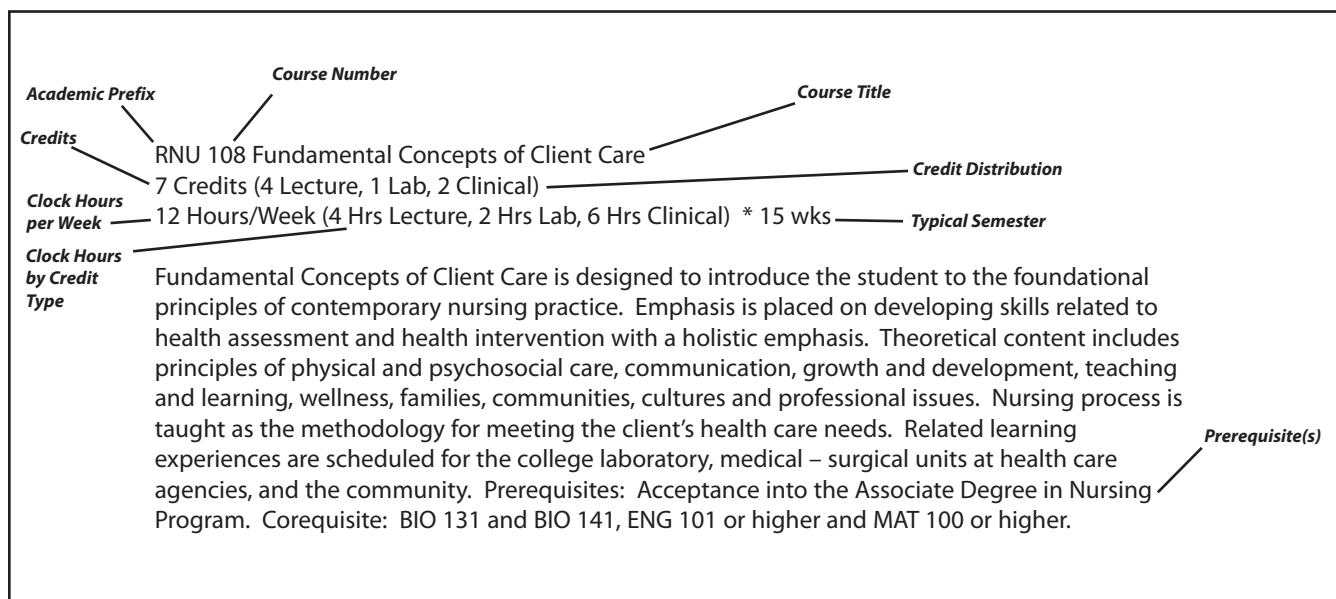 Course Number
Academic Prefix
Course Title
Credits
RNU 108 Fundamental Concepts of Client Care
7 Credits (4 Lecture, 1 Lab, 2 Clinical)
Credit Distribution
Clock Hours
per Week
12 Hours/Week (4 Hrs Lecture, 2 Hrs Lab, 6 Hrs Clinical) * 15 wks
Typical Semester
Clock Hours
by Credit
Type
Fundamental Concepts of Client Care is designed to introduce the student to the foundational
principles of contemporary nursing practice. Emphasis is placed on developing skills related to
health assessment and health intervention with a holistic emphasis. Theoretical content includes
principles of physical and psychosocial care, communication, growth and development, teaching
and learning, wellness, families, communities, cultures and professional issues. Nursing process is
taught as the methodology for meeting the client's health care needs. Related learning
Prerequisite(s)
experiences are scheduled for the college laboratory, medical – surgical units at health care
agencies, and the community. Prerequisites: Acceptance into the Associate Degree in Nursing
Program. Corequisite: BIO 131 and BIO 141, ENG 101 or higher and MAT 100 or higher.